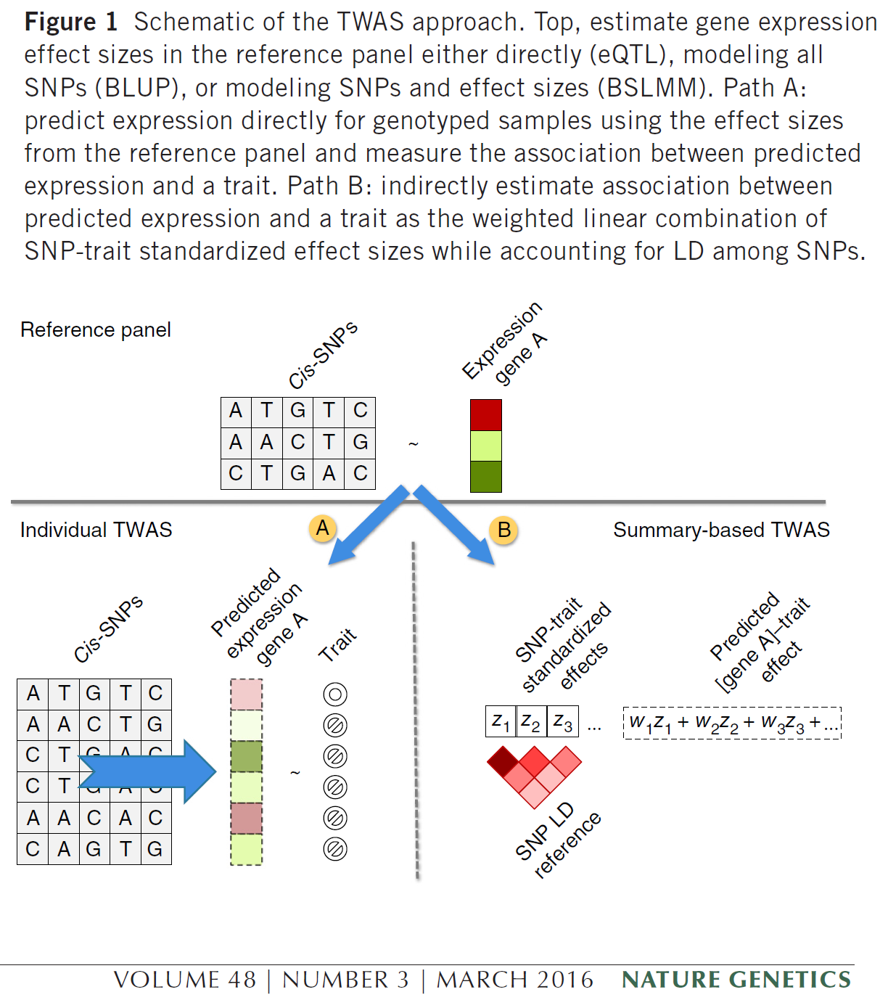 Figure 1 Schematic of the TWAS approach. Top, estimate gene expression
effect sizes in the reference panel either directly (eQTL), modeling all
SNPs (BLUP), or modeling SNPs and effect sizes (BSLMM). Path A:
predict expression directly for genotyped samples using the effect sizes
from the reference panel and measure the association between predicted
expression and a trait. Path B: indirectly estimate association between
predicted expression and a trait as the weighted linear combination of
SNP-trait standardized effect sizes while accounting for LD among SNPs.
Reference panel
Cis-SNPs
Expression
gene A
A T G T C
A A C T G
C T G A C
~
Individual TWAS
A
B
Summary-based TWAS
Cis-SNPs
Predicted
expression
gene A
Trait
A T G T C
A A C T G
C T G A C
C T G A C
A A C A C
C A G T G
~
SNP-trait
standardized
effects
Predicted
[gene A]–trait
effect
z1 z2 z3 ...
w1z1 + w2z2 + w3z3 + ...
SNP LD
reference
VOLUME 48 | NUMBER 3 | MARCH 2016 NATURE GENETICS